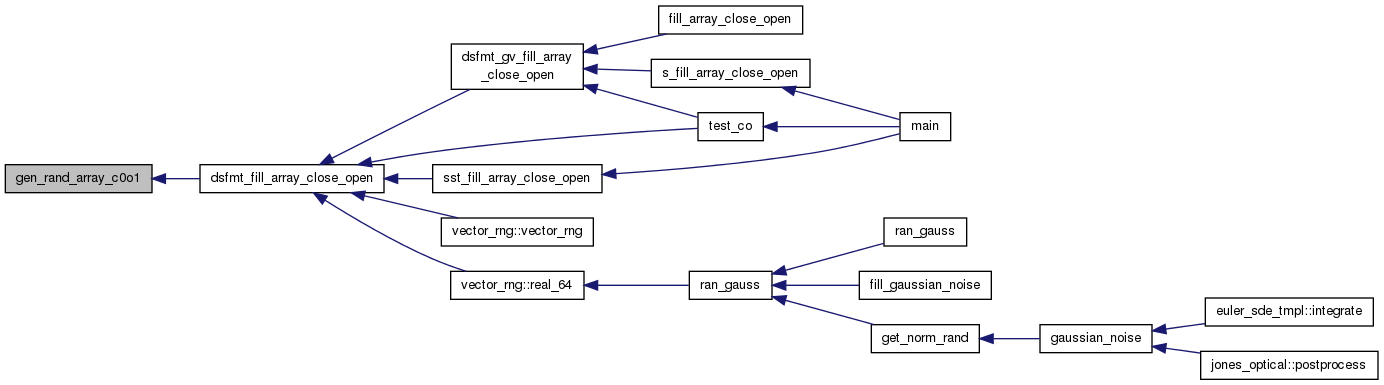 fill_array_close_open
dsfmt_gv_fill_array
_close_open
s_fill_array_close_open
test_co
main
gen_rand_array_c0o1
dsfmt_fill_array_close_open
sst_fill_array_close_open
vector_rng::vector_rng
ran_gauss
vector_rng::real_64
ran_gauss
fill_gaussian_noise
euler_sde_tmpl::integrate
get_norm_rand
gaussian_noise
jones_optical::postprocess